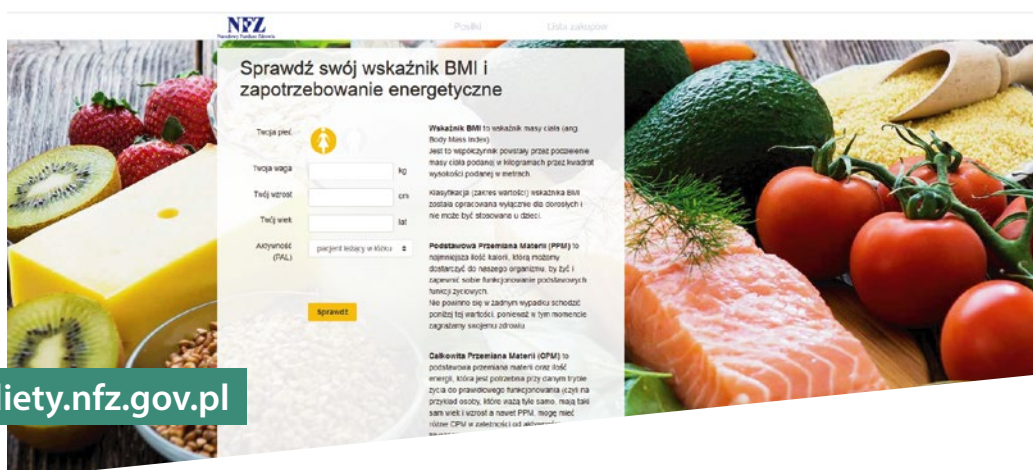 NFZ
Narodowy Fundusz Zdrowia
Posiłki
Lista zakupów
Sprawdź swój wskaźnik BMI i
zapotrzebowanie energetyczne
Twoja płeć
Twoja waga
kg
Twój wzrost
cm
Twój wiek
lat
Aktywność
(PAL)
pacjent leżący w łóżku
Sprawdź
Wskaźnik BMI to wskaźnik masy ciała (ang.
Body Mass Index).
Jest to współczynnik powstały przez podzielenie
masy ciała podanej w kilogramach przez kwadrat
wysokości podanej w metrach.
Klasyfikacja (zakres wartości) wskaźnika BMI
została opracowana wyłącznie dla dorosłych i
nie może być stosowana u dzieci.
Podstawowa Przemiana Materii (PPM) to
najmniejsza ilość kalorii, którą możemy
dostarczyć do naszego organizmu, by żyć i
zapewnić sobie funkcjonowanie podstawowych
funkcji życiowych.
Nie powinno się w żadnym wypadku schodzić
poniżej tej wartości, ponieważ w tym momencie
zagrażamy swojemu zdrowiu
Całkowita Przemiana Materii (CPM) to
podstawowa przemiana materii oraz ilość
energii, która jest potrzebna przy danym trybie
życia do prawidłowego funkcjonowania (czyli na
przykład osoby, które ważą tyle samo, mają taki
sam wiek i wzrost a nawet PPM, mogę mieć
różne CPM w zależności od
liety.nfz.gov.pl